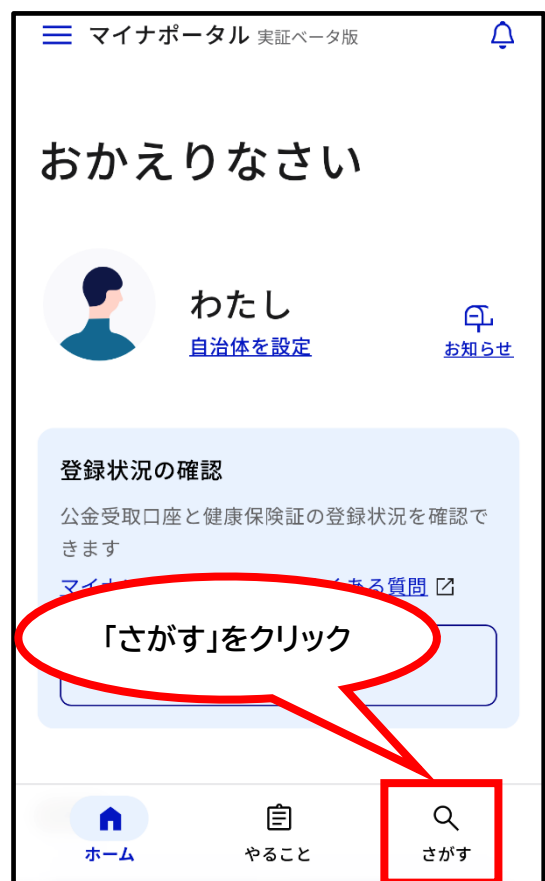 マイナポータル 実証ベータ版
おかえりなさい
わたし
自治体を設定
お知らせ
登録状況の確認
公金受取口座と健康保険証の登録状況を確認で
きます
ある質問
「さがす」をクリック
ホーム
やること
さがす